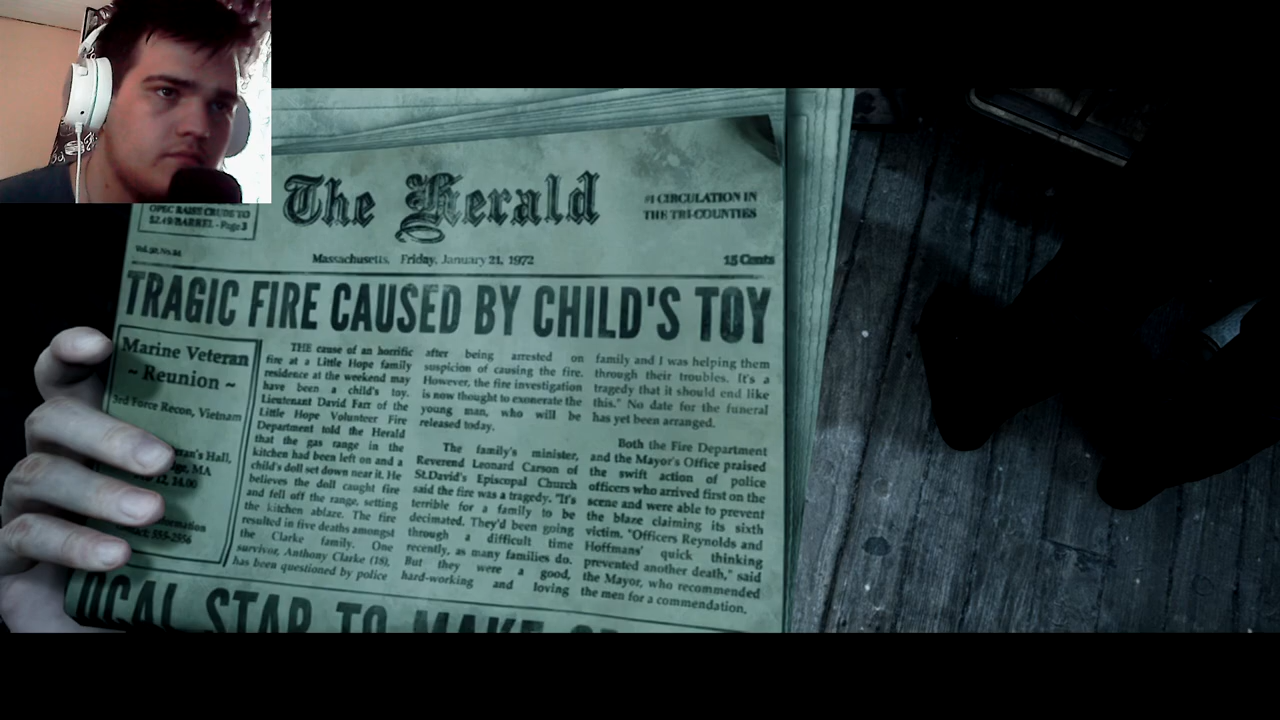 OPEC RAISES CRUDE TO
$2.49/BARREL - Page 3
The Herald
#1 CIRCULATION IN
THE TRI-COUNTIES
Massachusetts, Friday, January 21, 1972
15 Cents
TRAGIC FIRE CAUSED BY CHILD'S TOY
Marine Veteran
~ Reunion ~
3rd Force Recon, Vietnam
Hall,
MA
14.00
555-2956
THE cause of an horrific
fire at a Little Hope family
residence at the weekend may
have been a child's toy.
Lieutenant David Farr of the
Little Hope Volunteer Fire
Department told the Herald
that the gas range in the
kitchen had been left on and a
child's doll set down near it. He
believes the doll caught fire
and fell off the range, setting
the kitchen ablaze. The fire
resulted in five deaths amongst
the Clarke family. One
survivor, Anthony Clarke (18),
has been questioned by police
after being arrested on
suspicion of causing the fire.
However, the fire investigation
is now thought to exonerate the
young man, who will be
released today.
The family's minister,
Reverend Leonard Carson of
St.David's Episcopal Church
said the fire was a tragedy. "It's
terrible for a family to be
decimated. They'd been going
through a difficult time
recently, as many families do.
But they were a good,
hard-working and loving
family and I was helping them
through their troubles. It's a
tragedy that it should end like
this." No date for the funeral
has yet been arranged.
Both the Fire Department
and the Mayor's Office praised
the swift action of police
officers who arrived first on the
scene and were able to prevent
the blaze claiming its sixth
victim. "Officers Reynolds and
Hoffmans' quick thinking
prevented another death," said
the Mayor, who recommended
the men for a commendation.
STAR TO MAKE